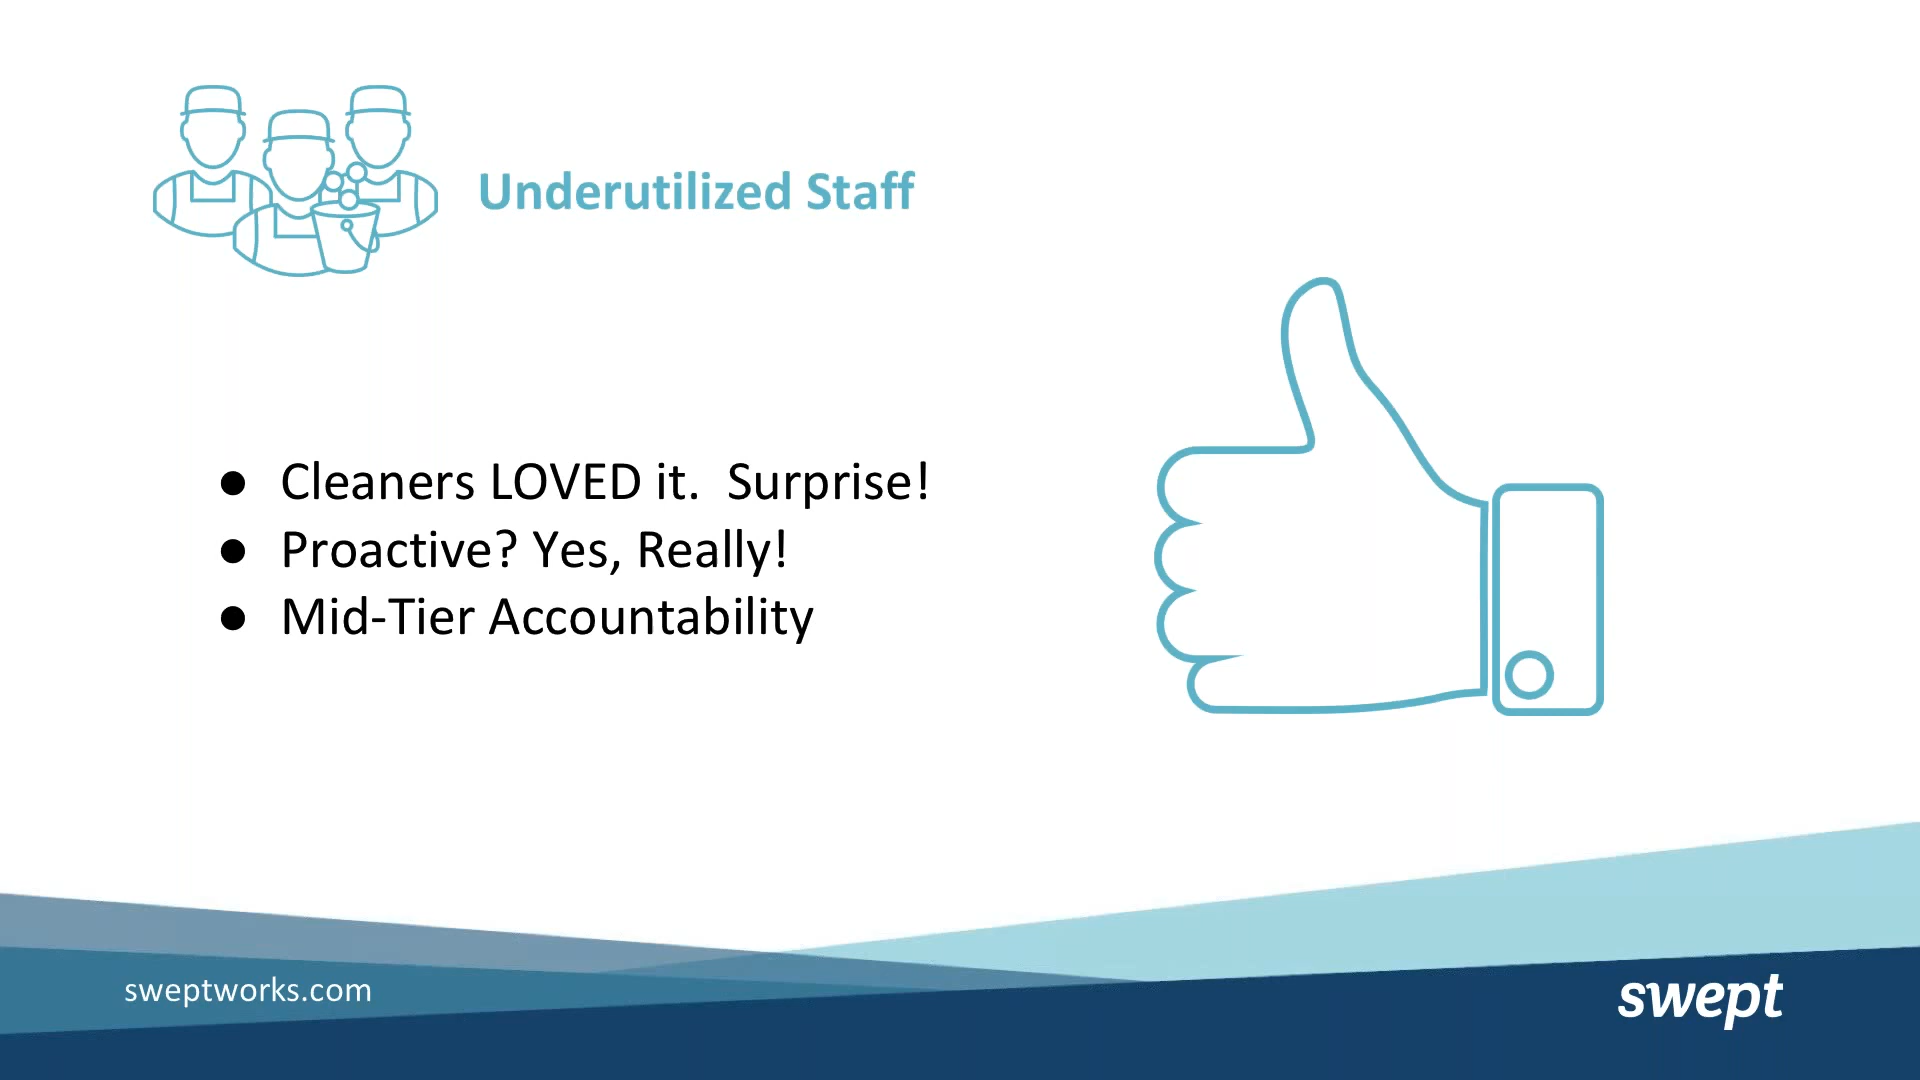 Underutilized Staff
● Cleaners LOVED it.  Surprise!
● Proactive? Yes, Really!
● Mid-Tier Accountability
sweptworks.com
swept